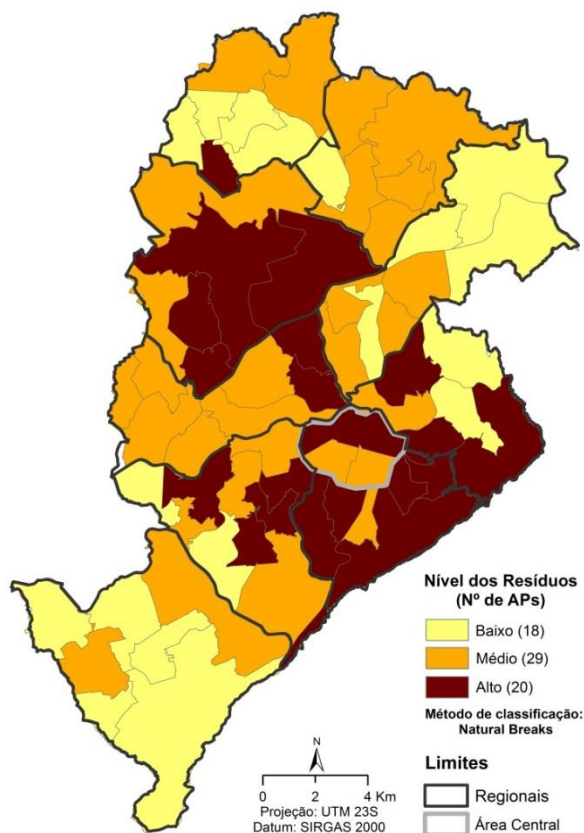 Nível dos Resíduos
(Nº de APs)
Baixo (18)
Médio (29)
Alto (20)
Método de classificação:
Natural Breaks
Limites
Regionais
Área Central
N
0 2 4 Km
Projeção: UTM 23S
Datum: SIRGAS 2000